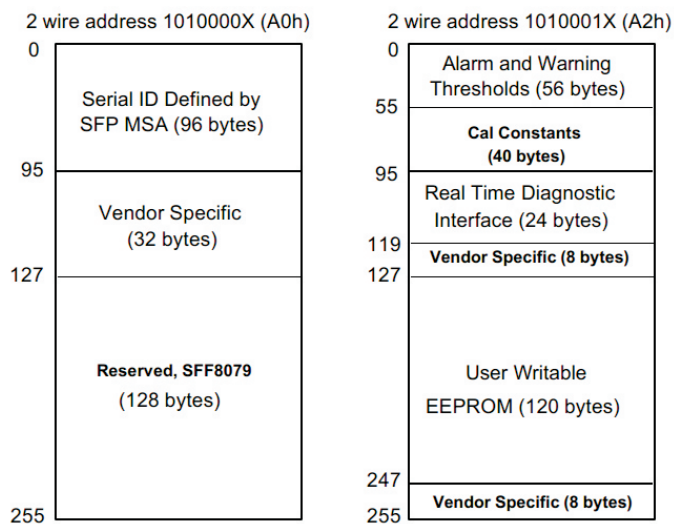 2 wire address 1010000X (A0h)
0
Serial ID Defined by
SFP MSA (96 bytes)
95
Vendor Specific
(32 bytes)
127
Reserved, SFF8079
(128 bytes)
255
2 wire address 1010001X (A2h)
0
Alarm and Warning
Thresholds (56 bytes)
55
Cal Constants
(40 bytes)
95
Real Time Diagnostic
Interface (24 bytes)
119
Vendor Specific (8 bytes)
127
User Writable
EEPROM (120 bytes)
247
Vendor Specific (8 bytes)
255